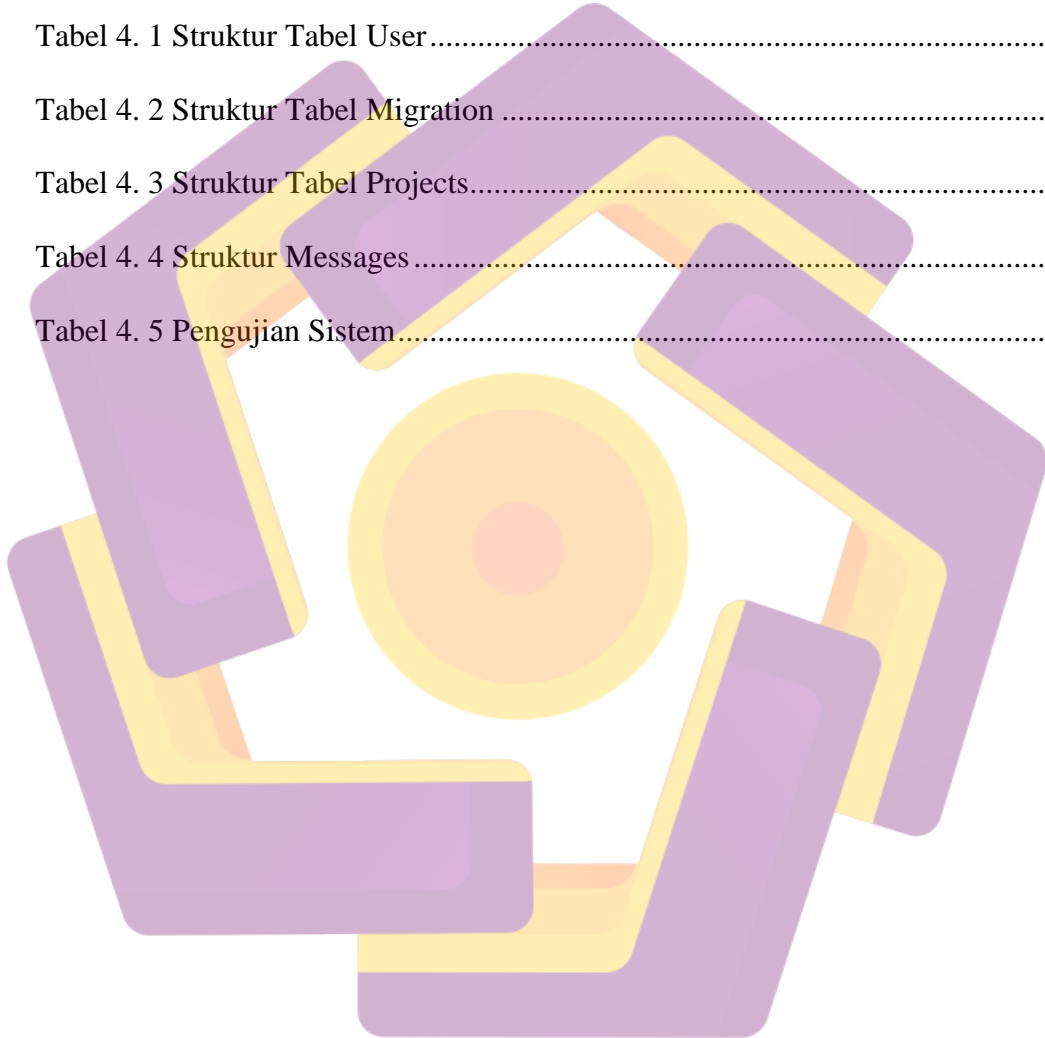 Tabel 4. 1 Struktur Tabel User................................................................................
Tabel 4. 2 Struktur Tabel Migration .......................................................................
Tabel 4. 3 Struktur Tabel Projects...........................................................................
Tabel 4. 4 Struktur Messages ..................................................................................
Tabel 4. 5 Pengujian Sistem....................................................................................